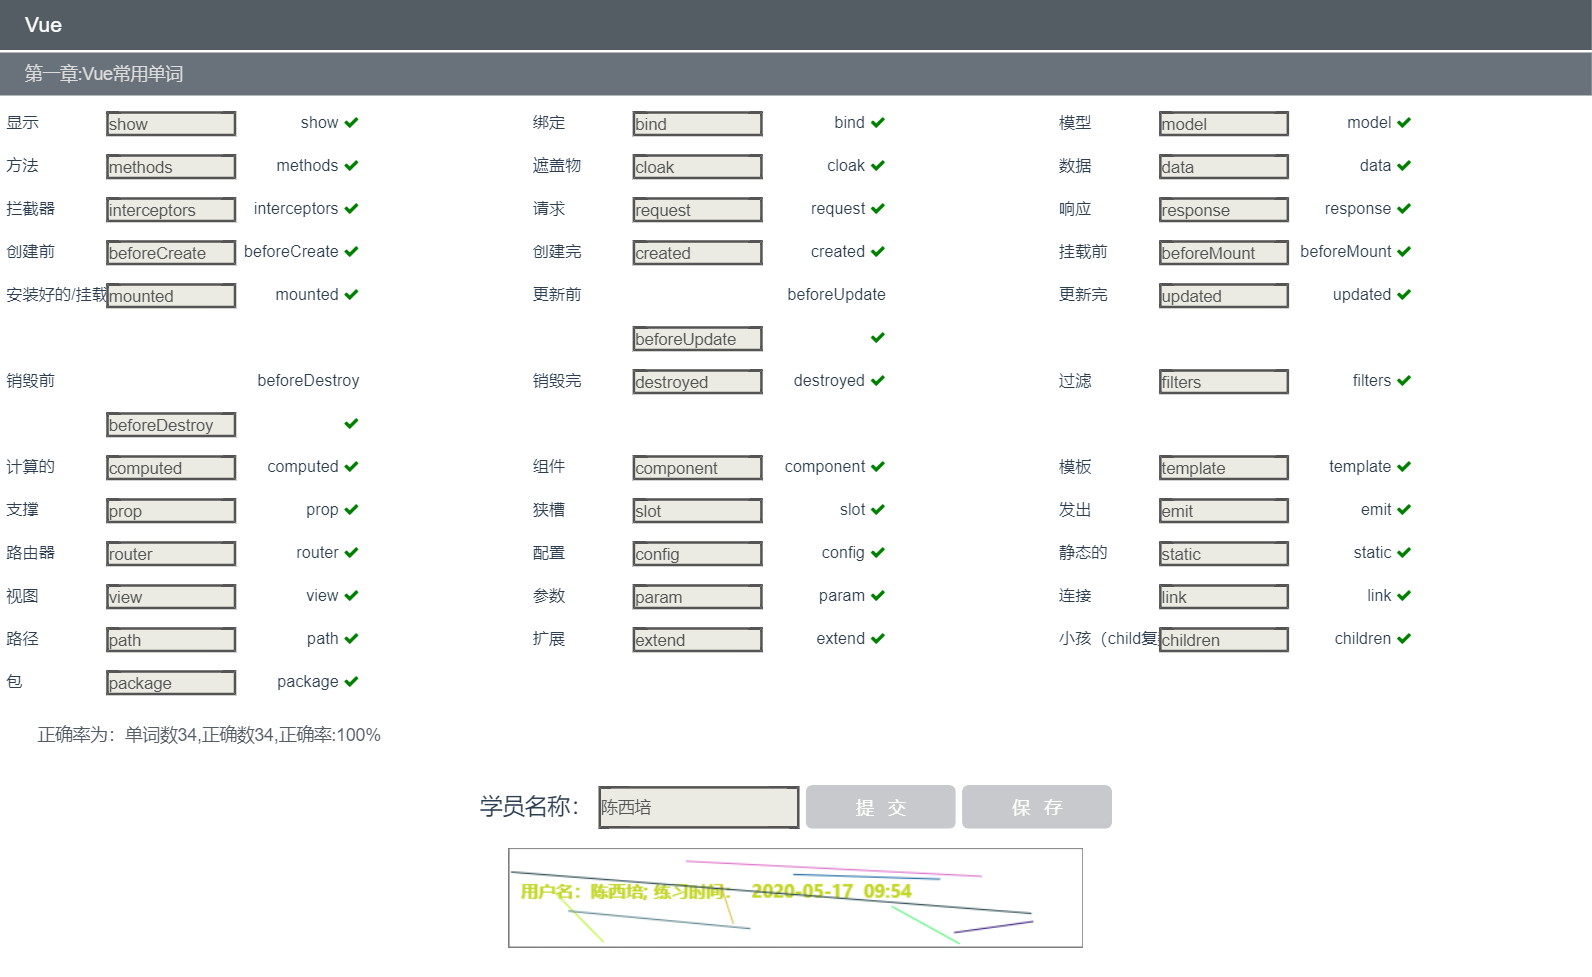 Vue
第一章:Vue常用单词
显示 show show 绑定 bind bind 模型 model model
方法 methods methods 遮盖物 cloak cloak 数据 data data
拦截器 interceptors interceptors 请求 request request 响应 response response
创建前 beforeCreate beforeCreate 创建完 created created 挂载前 beforeMount beforeMount
安装好的/挂载 mounted mounted 更新前 beforeUpdate 更新完 updated updated
beforeUpdate
销毁前 beforeDestroy 销毁完 destroyed destroyed 过滤 filters filters
beforeDestroy
计算的 computed computed 组件 component component 模板 template template
支撑 prop prop 狭槽 slot slot 发出 emit emit
路由器 router router 配置 config config 静态的 static static
视图 view view 参数 param param 连接 link link
路径 path path 扩展 extend extend 小孩（child复 children children
包 package package
正确率为：单词数34,正确数34,正确率:100%
学员名称： 陈西培 提 交 保 存
用户名：陈西培; 练习时间： 2020-05-17 09:54